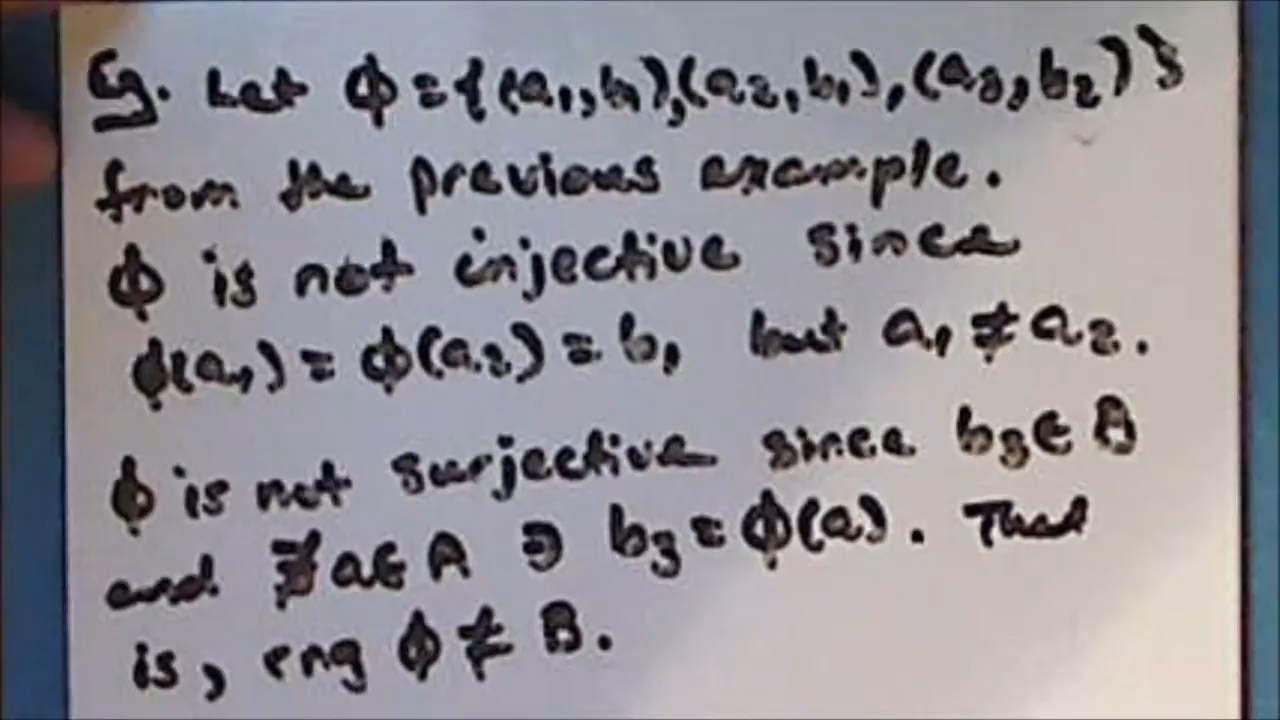 Eg. Let ϕ = {(a₁,b₁),(a₂,b₁),(a₃,b₂)}
from the previous example.
ϕ is not injective since
ϕ(a₁) = ϕ(a₂) = b₁ but a₁ ≠ a₂.
ϕ is not surjective since b₃ ∈ B
and ∄ a ∈ A ∋ b₃ = ϕ(a). That
is, rng ϕ ≠ B.